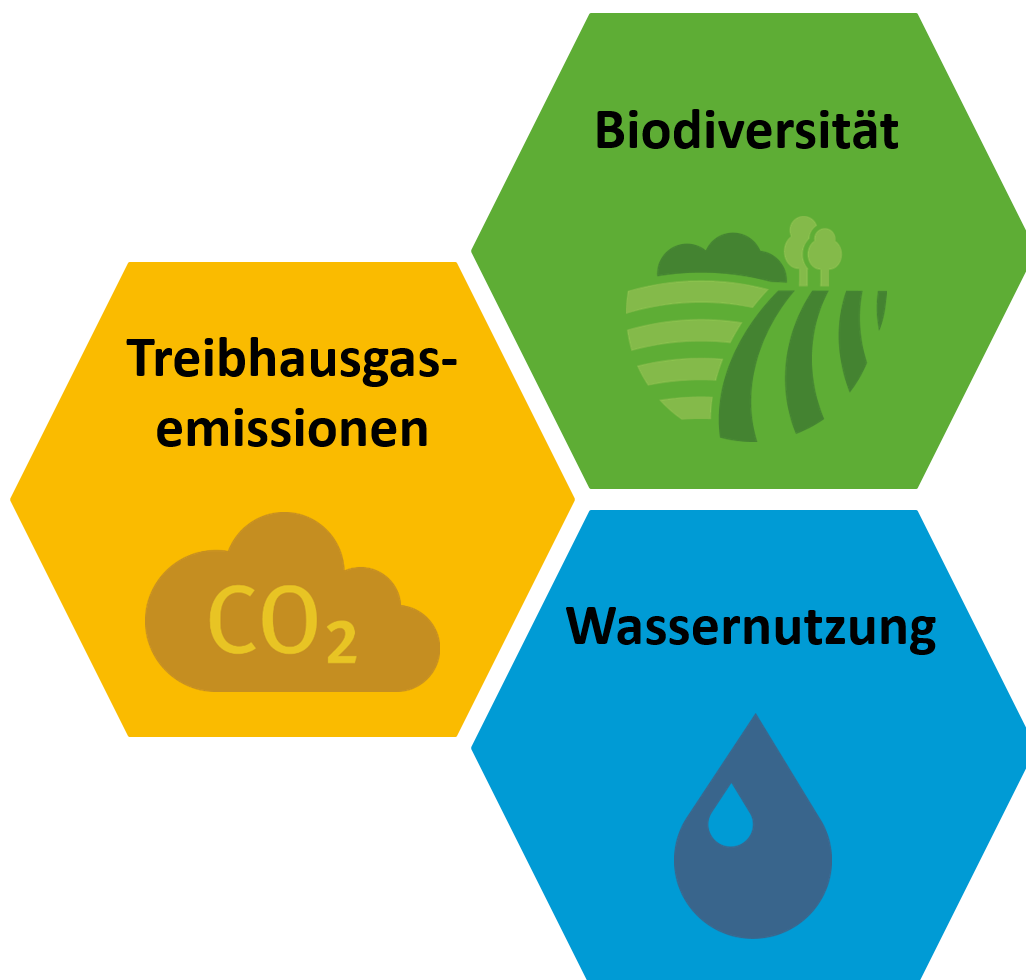 Biodiversität
Treibhausgas-
emissionen
CO₂
Wassernutzung